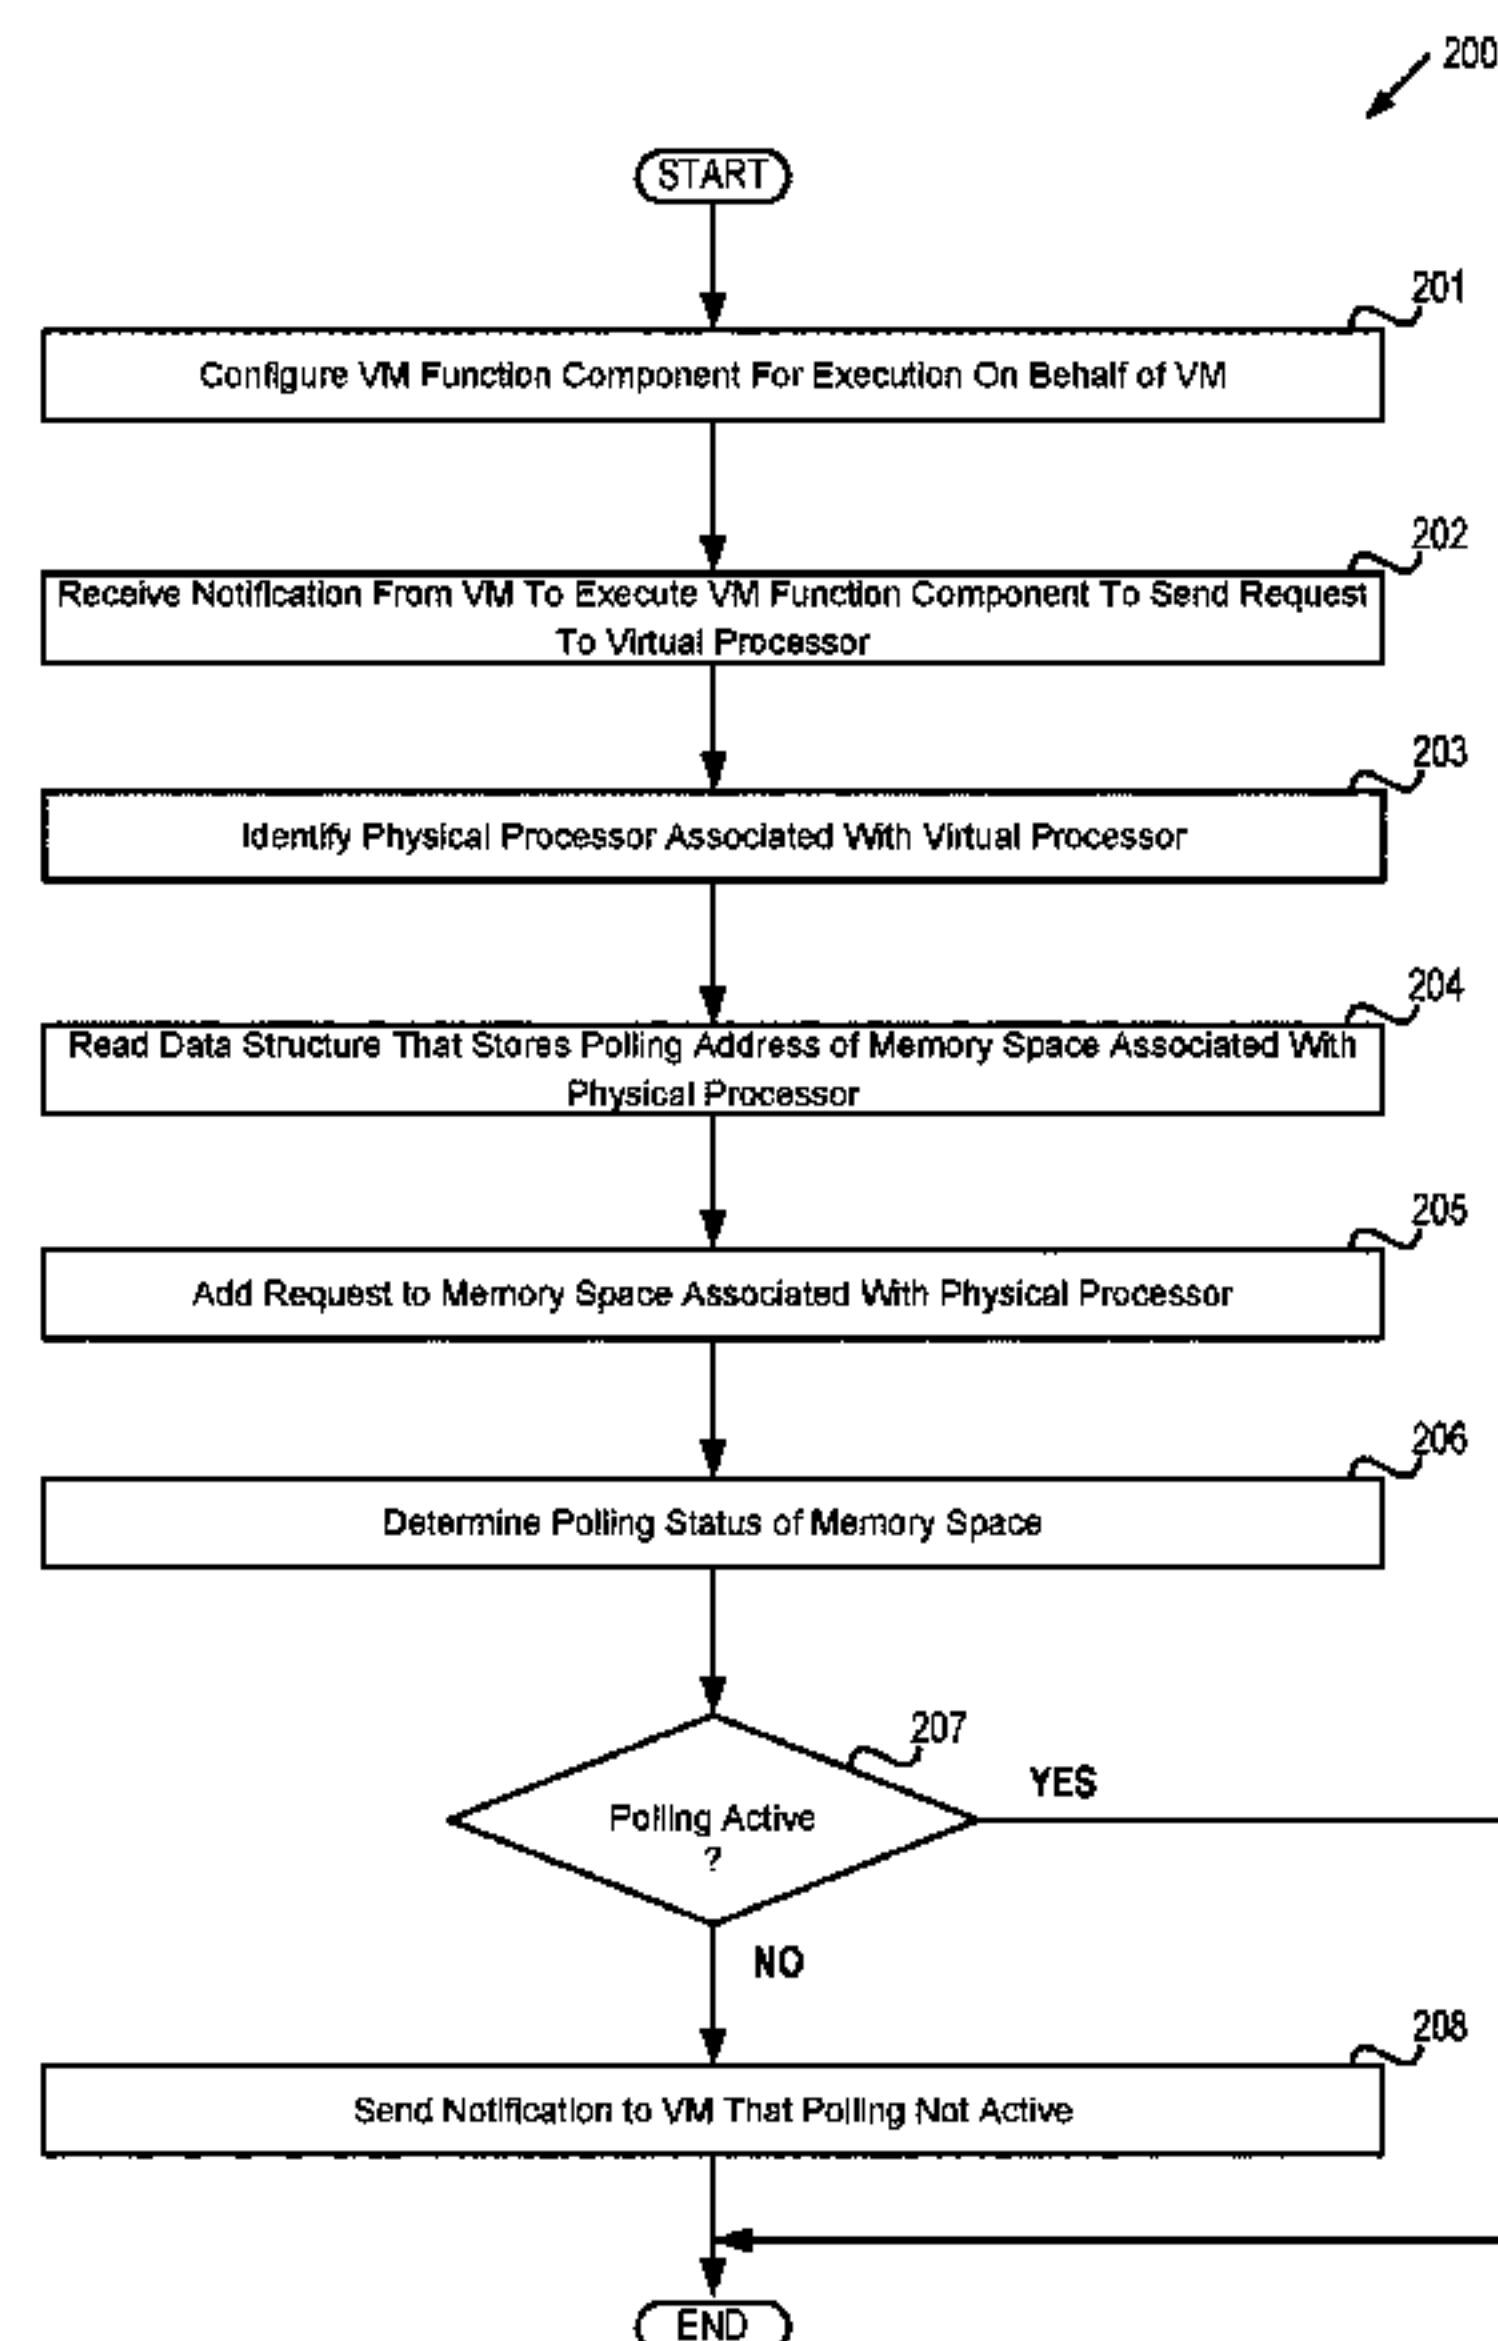 200
START
201
Configure VM Function Component For Execution On Behalf of VM
202
Receive Notification From VM To Execute VM Function Component To Send Request
To Virtual Processor
203
Identify Physical Processor Associated With Virtual Processor
204
Read Data Structure That Stores Polling Address of Memory Space Associated With
Physical Processor
205
Add Request to Memory Space Associated With Physical Processor
206
Determine Polling Status of Memory Space
207
YES
Polling Active
?
NO
208
Send Notification to VM That Polling Not Active
END